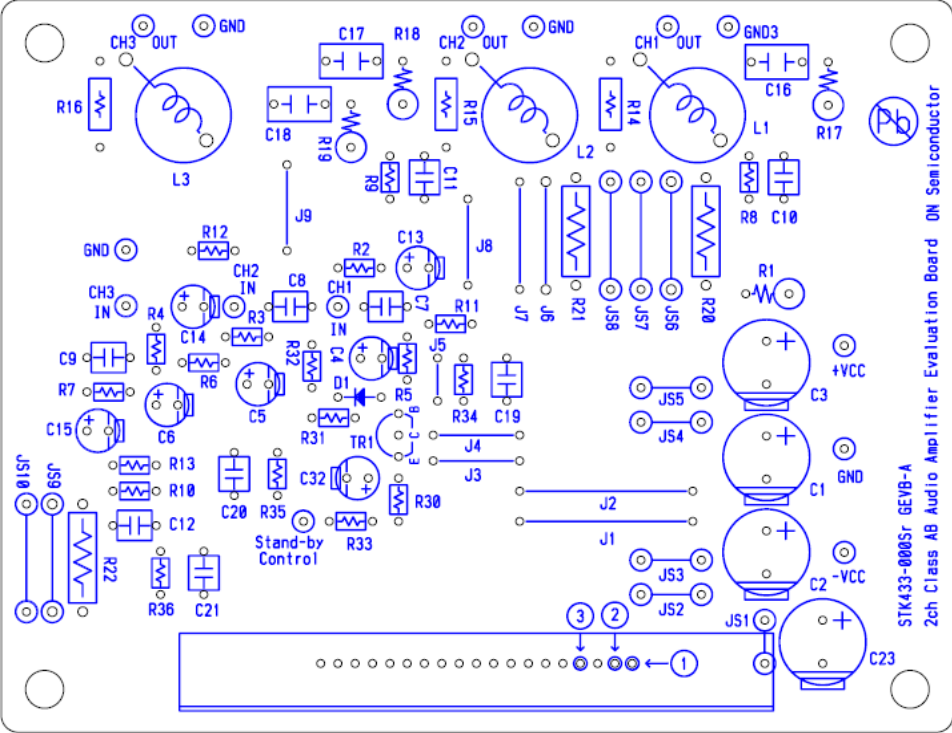 CH3 OUT
GND
C17
R18
CH2 OUT
GND
CH1 OUT
GND3
C16
R16
R15
R14
R17
Pb
C18
R19
L3
L2
L1
R9
C11
R8
C10
J9
J8
R12
GND
R2
C13
CH3
IN
CH2
IN
C8
CH1
IN
C7
R1
J7
J6
R21
JS8
JS7
JS6
R20
R4
C14
R3
R11
C9
R6
R32
C4
J5
+VCC
R7
C5
D1
R5
R34
C19
JS5
C3
C15
C6
R31
TR1
B
C
E
J4
JS4
J3
GND
JS10
JS9
R13
R10
C20
R35
C32
R30
C1
J2
C12
R33
J1
Stand-by
Control
R22
R36
C21
JS3
C2
-VCC
JS2
JS1
C23
3
2
1
STK433-000Sr GEVB-A
2ch Class AB Audio Amplifier Evaluation Board ON Semiconductor